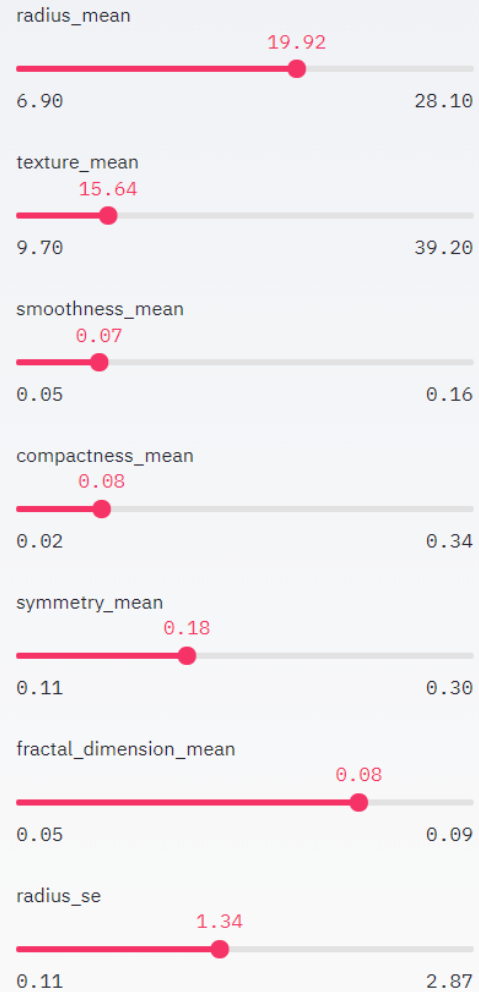 radius_mean
19.92
6.90 28.10
texture_mean
15.64
9.70 39.20
smoothness_mean
0.07
0.05 0.16
compactness_mean
0.08
0.02 0.34
symmetry_mean
0.18
0.11 0.30
fractal_dimension_mean
0.08
0.05 0.09
radius_se
1.34
0.11 2.87